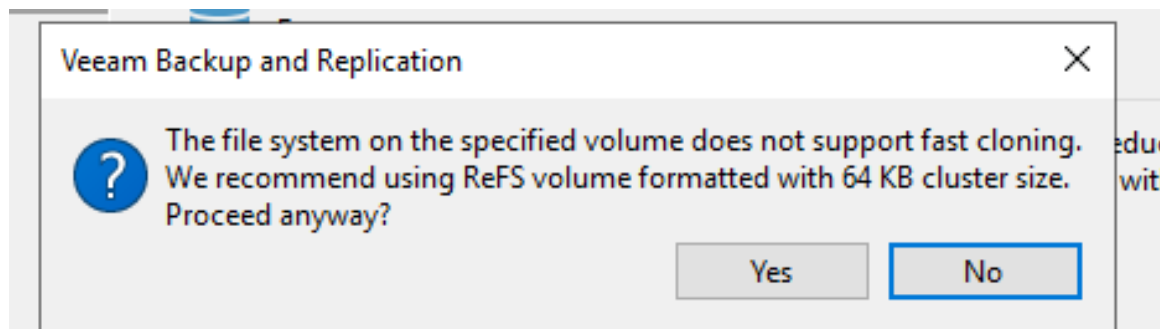 Veeam Backup and Replication
The file system on the specified volume does not support fast cloning.
We recommend using ReFS volume formatted with 64 KB cluster size.
Proceed anyway?
Yes
No